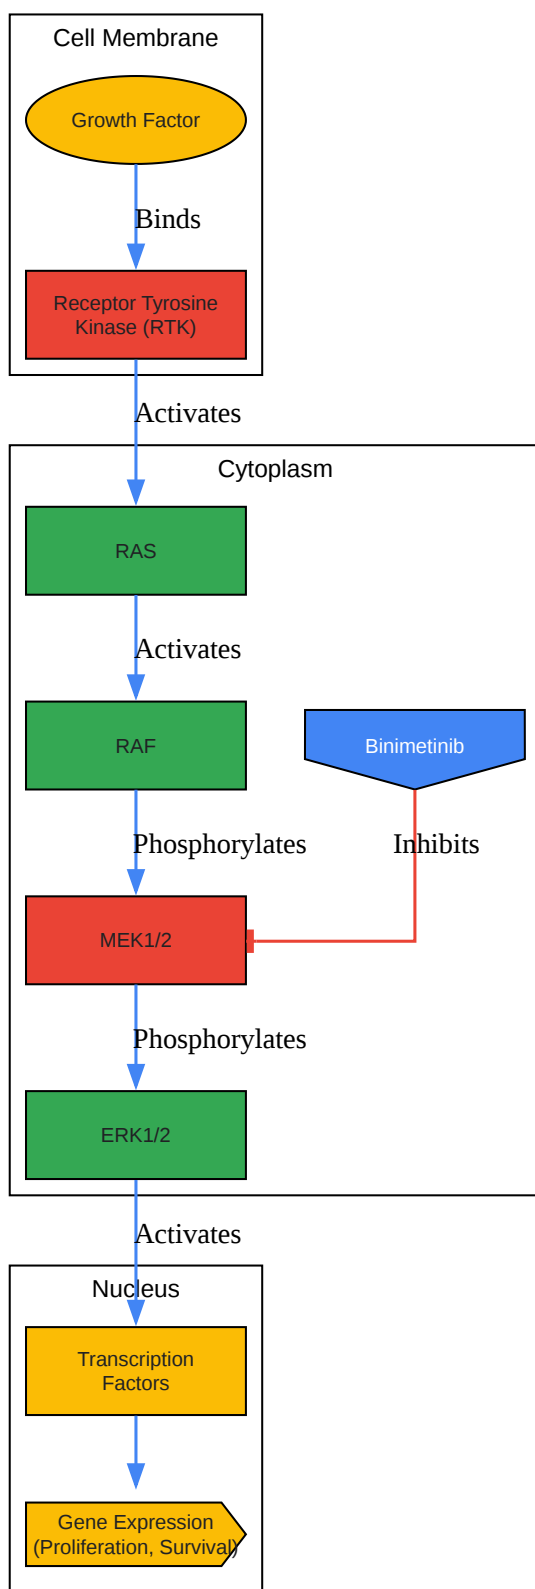 Cell Membrane
Growth Factor
Binds
Receptor Tyrosine
Kinase (RTK)
Activates
Cytoplasm
RAS
Activates
RAF
Binimetinib
Phosphorylates
Inhibits
MEK1/2
Phosphorylates
ERK1/2
Activates
Nucleus
Transcription
Factors
Gene Expression
(Proliferation, Survival)